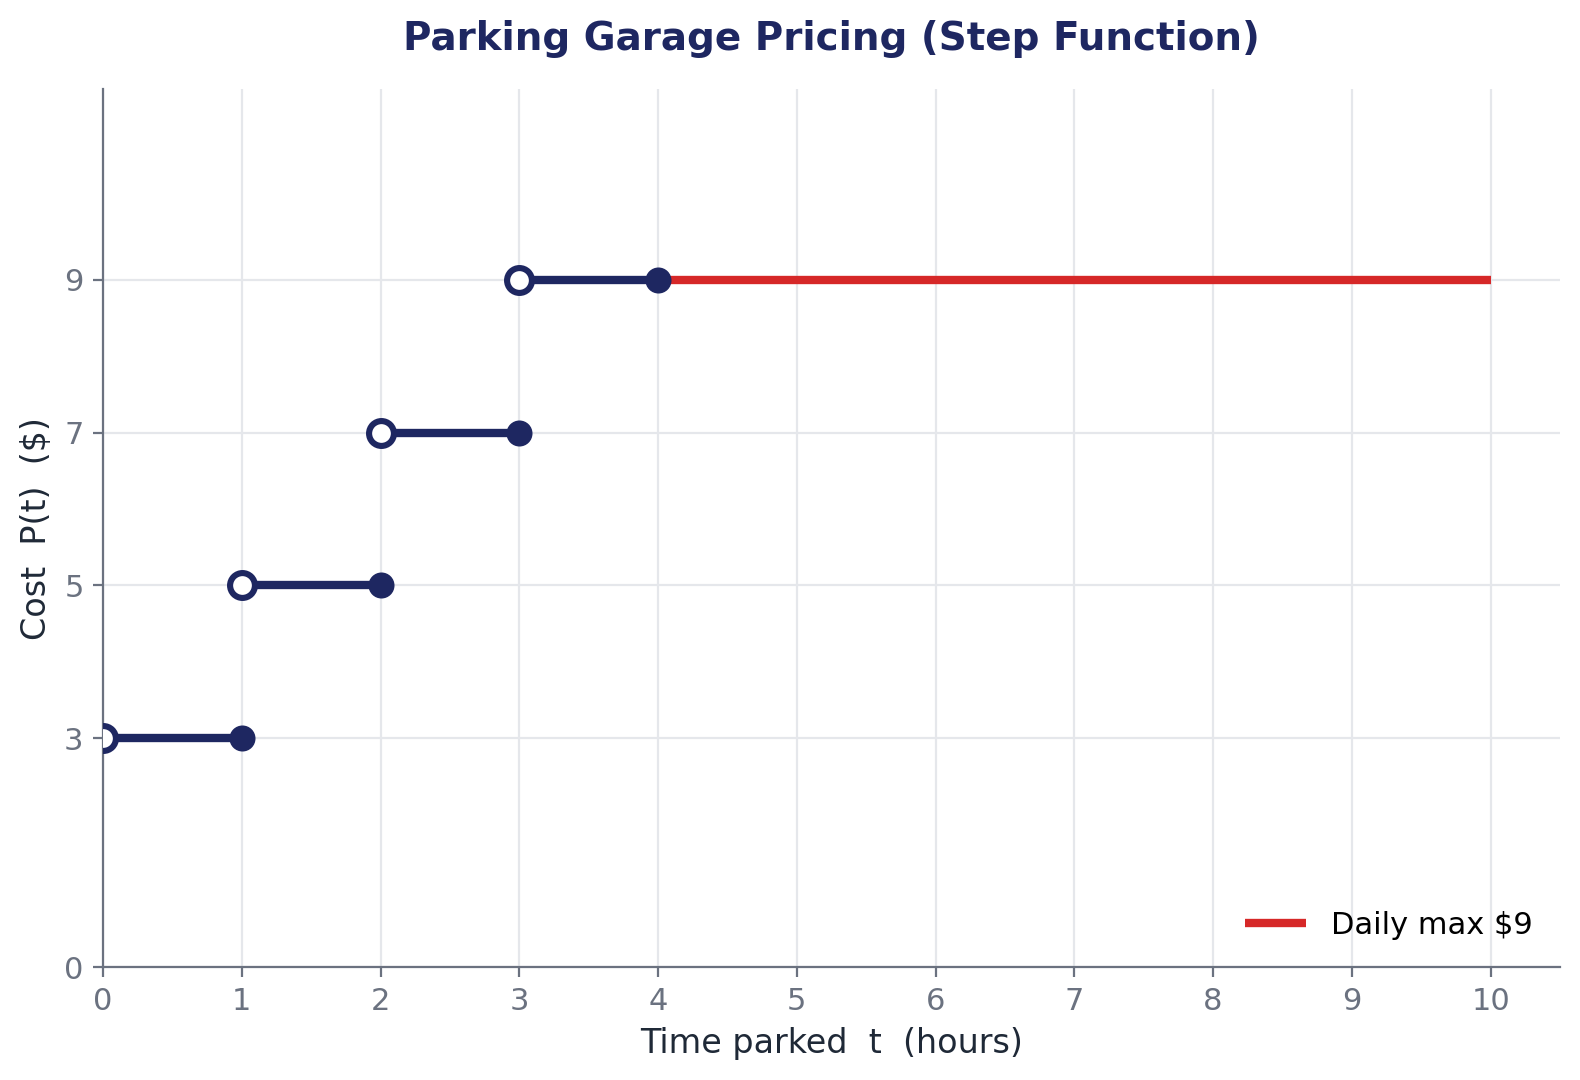 Parking Garage Pricing (Step Function)
Cost P(t) ($)
9
7
5
3
0
0 1 2 3 4 5 6 7 8 9 10
Time parked t (hours)
Daily max $9